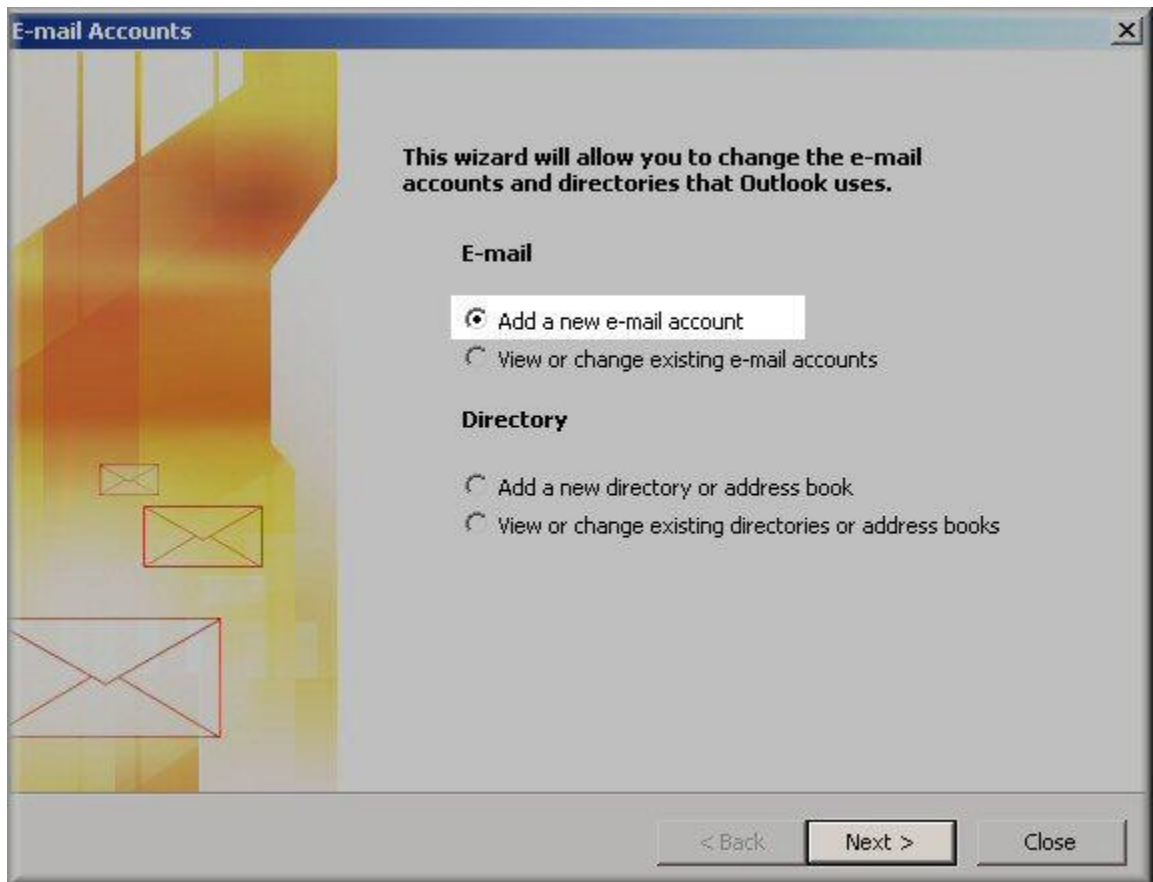 E-mail Accounts
This wizard will allow you to change the e-mail
accounts and directories that Outlook uses.
E-mail
Add a new e-mail account
View or change existing e-mail accounts
Directory
Add a new directory or address book
View or change existing directories or address books
< Back Next > Close